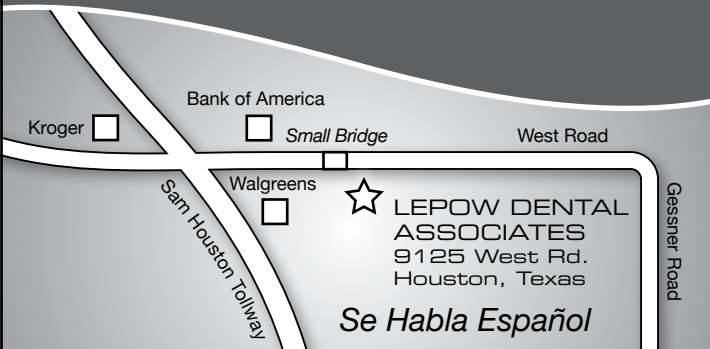 Bank of America
Kroger
Small Bridge
West Road
Walgreens
Sam Houston Tollway
LEPOW DENTAL
ASSOCIATES
9125 West Rd.
Houston, Texas
Gessner Road
Se Habla Español